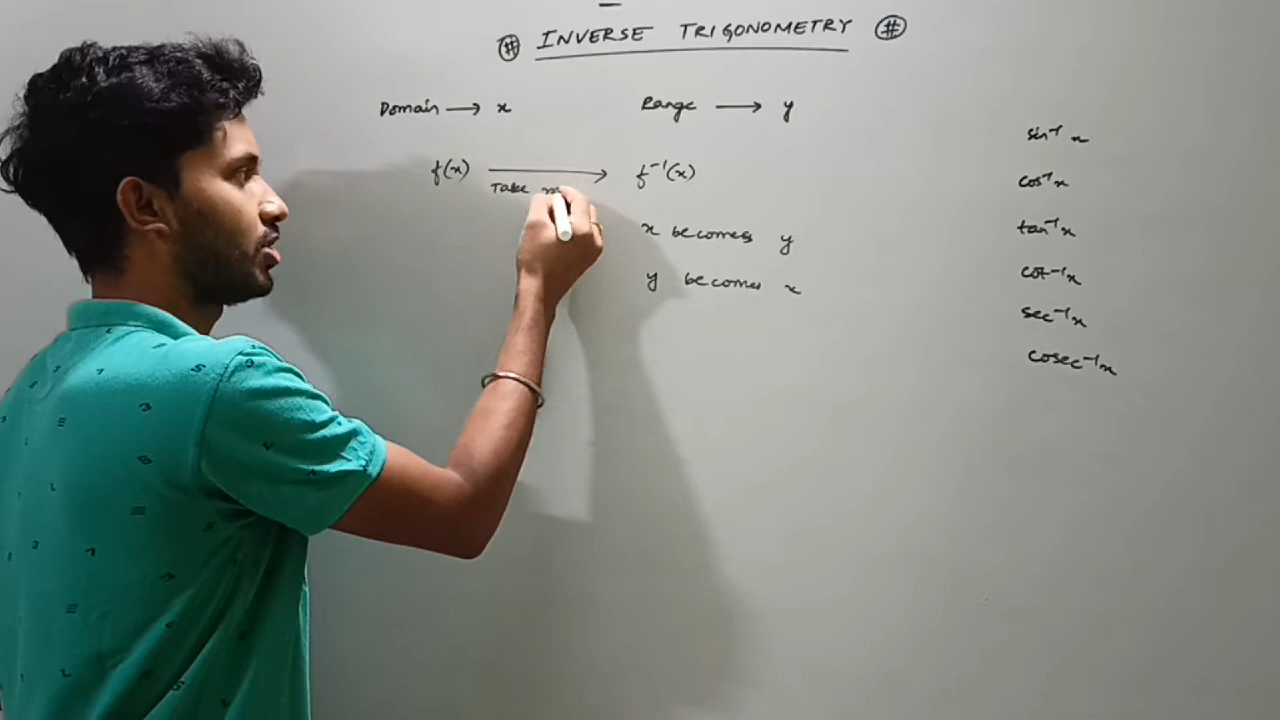 # INVERSE TRIGONOMETRY #
Domain → x
Range → y
f(x) → f⁻¹(x)
Take
x becomes y
y becomes x
sin⁻¹ x
cos⁻¹x
tan⁻¹x
cot⁻¹x
sec⁻¹x
cosec⁻¹x